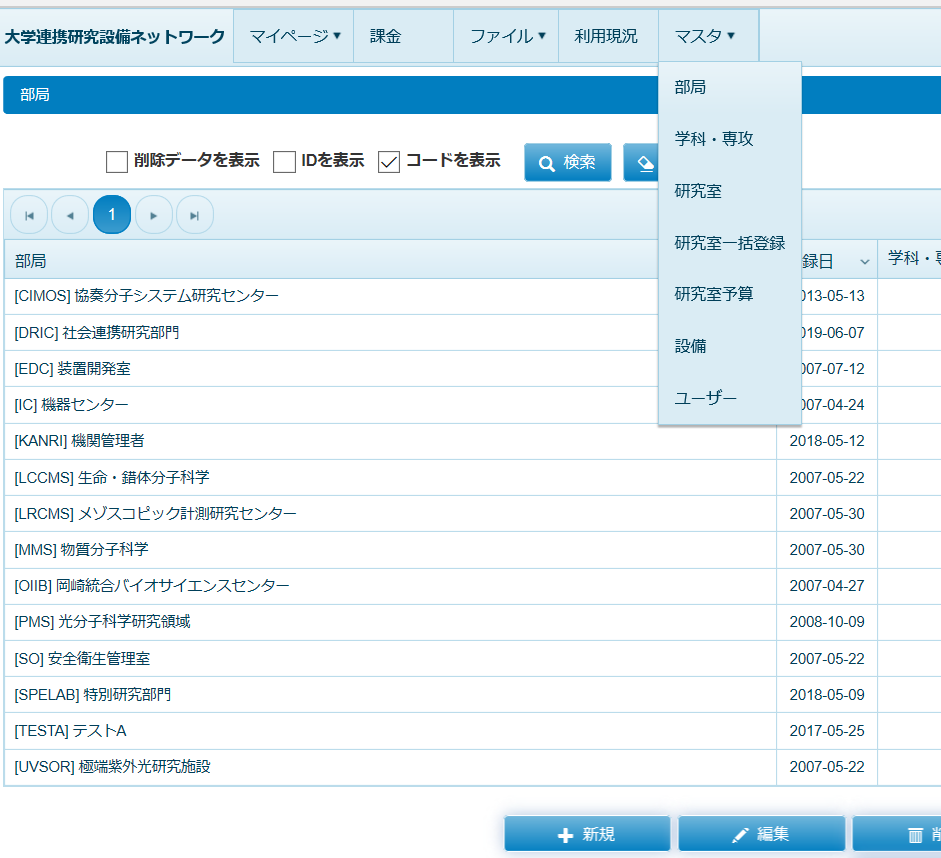 大学連携研究設備ネットワーク マイページ▼ 課金 ファイル▼ 利用現況 マスタ▼
部局
部局
学科・専攻
研究室
研究室一括登録
研究室予算
設備
ユーザー
削除データを表示 IDを表示 コードを表示 検索
1
部局 録日 学科・
[CIMOS] 協奏分子システム研究センター 013-05-13
[DRIC] 社会連携研究部門 019-06-07
[EDC] 装置開発室 007-07-12
[IC] 機器センター 007-04-24
[KANRI] 機関管理者 2018-05-12
[LCCMS] 生命・錯体分子科学 2007-05-22
[LRCMS] メゾスコピック計測研究センター 2007-05-30
[MMS] 物質分子科学 2007-05-30
[OIIB] 岡崎統合バイオサイエンスセンター 2007-04-27
[PMS] 光分子科学研究領域 2008-10-09
[SO] 安全衛生管理室 2007-05-22
[SPELAB] 特別研究部門 2018-05-09
[TESTA] テストA 2017-05-25
[UVSOR] 極端紫外光研究施設 2007-05-22
新規 編集